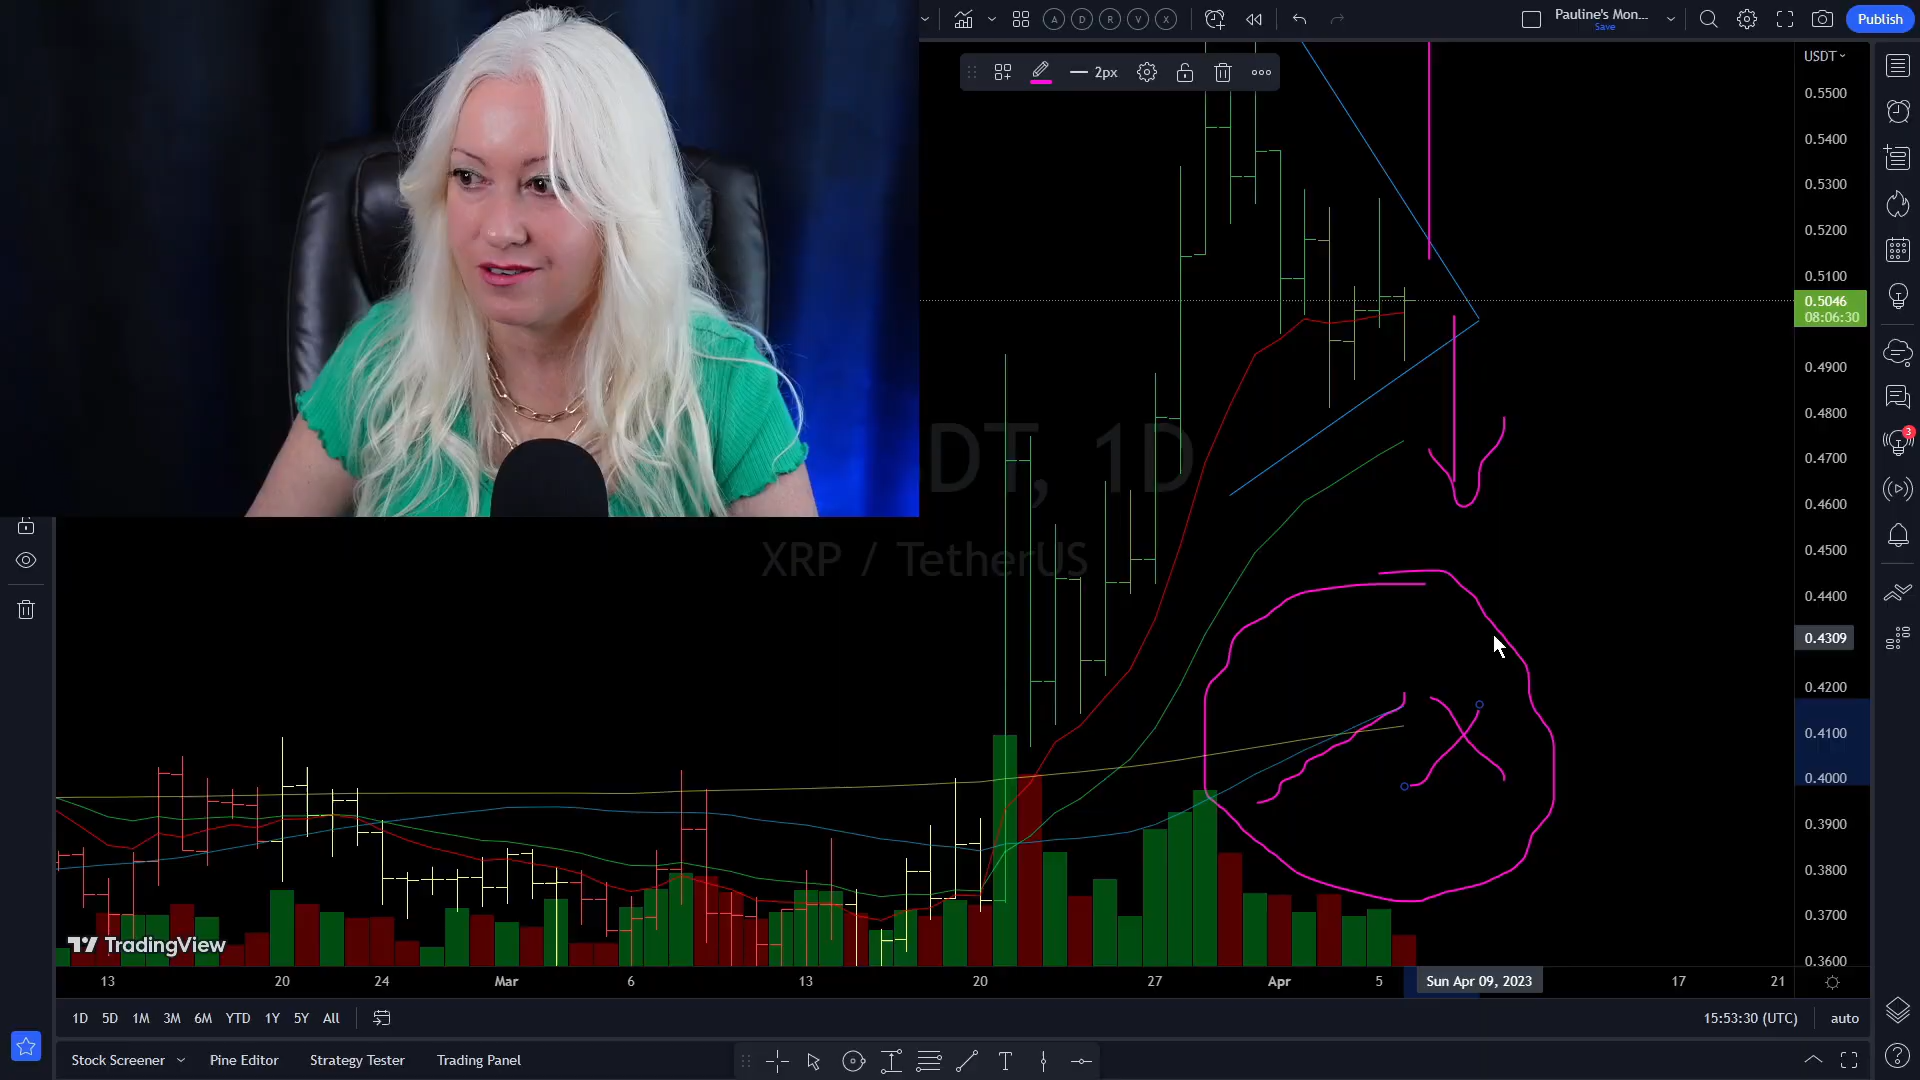 A D R V X
Pauline's Mon...
Save
Publish
2px
USDT
0.5500
0.5400
0.5300
0.5200
0.5100
0.5046
08:06:30
0.4900
0.4800
0.4700
0.4600
0.4500
0.4400
0.4309
0.4200
0.4100
0.4000
0.3900
0.3800
0.3700
0.3600
3
DT, 1D
XRP / TetherUS
TradingView
13 20 24 Mar 6 13 20 27 Apr 5 Sun Apr 09, 2023 17 21
1D 5D 1M 3M 6M YTD 1Y 5Y All
15:53:30 (UTC) auto
Stock Screener Pine Editor Strategy Tester Trading Panel